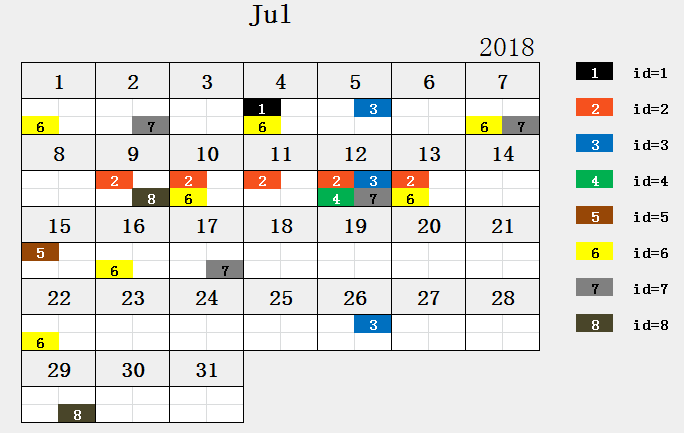 Jul
2018
1 2 3 4 5 6 7
1 3
6 7 6 6 7
8 9 10 11 12 13 14
2 2 2 2 3 2
8 6 4 7 6
15 16 17 18 19 20 21
5
6 7
22 23 24 25 26 27 28
3
6
29 30 31
8
1 id=1
2 id=2
3 id=3
4 id=4
5 id=5
6 id=6
7 id=7
8 id=8